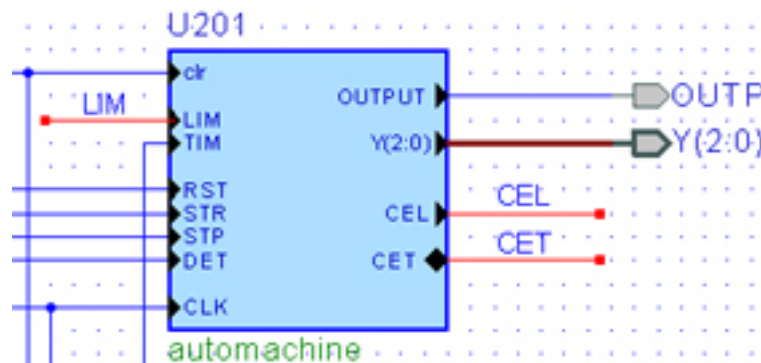 U201
clr
OUTPUT
OUTP
LIM
LIM
TIM
Y(2:0)
Y(2:0)
RST
STR
CEL
CEL
STP
DET
CET
CET
CLK
automachine